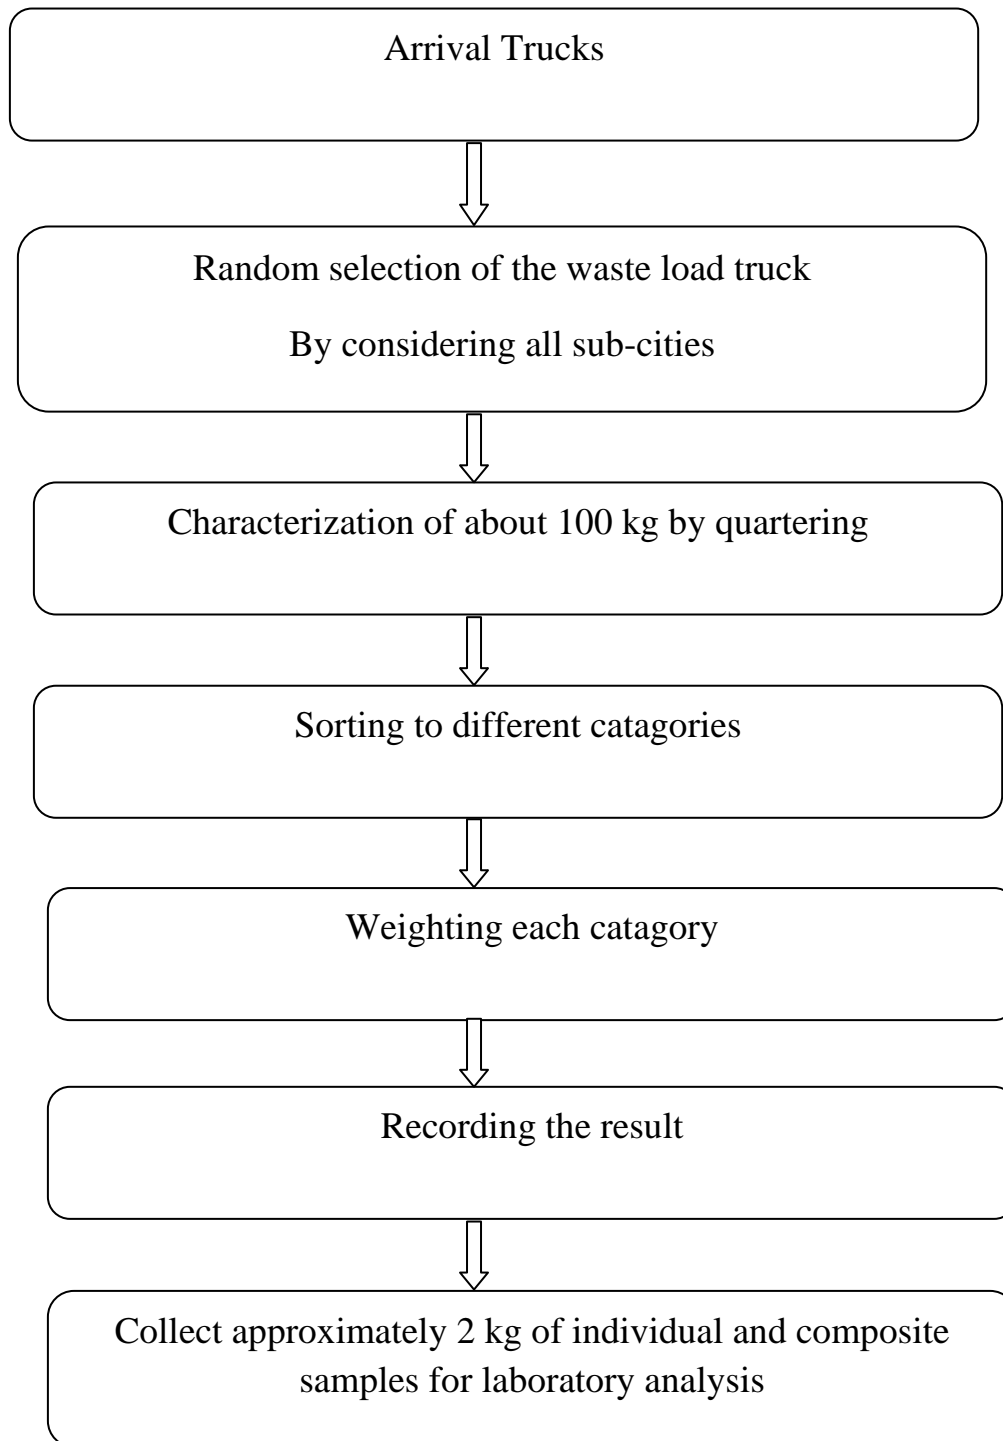 Arrival Trucks
Random selection of the waste load truck
By considering all sub-cities
Characterization of about 100 kg by quartering
Sorting to different catagories
Weighting each catagory
Recording the result
Collect approximately 2 kg of individual and composite
samples for laboratory analysis